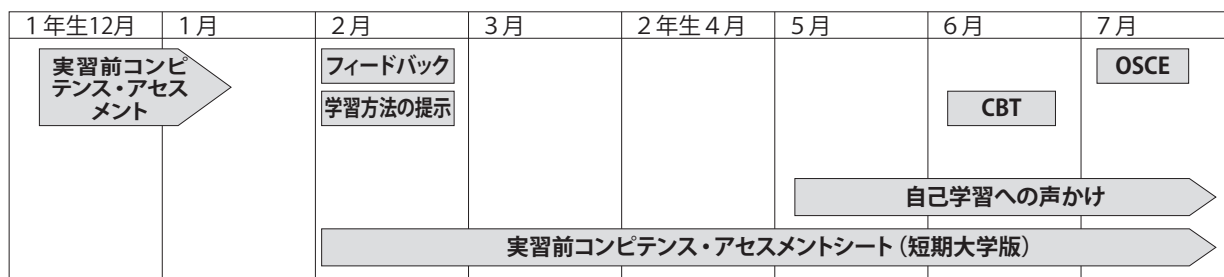 １年生12月 １月 ２月 ３月 ２年生４月 ５月 ６月 ７月
実習前コンピ
テンス・アセス
メント
フィードバック
OSCE
学習方法の提示
CBT
自己学習への声かけ
実習前コンピテンス・アセスメントシート（短期大学版）